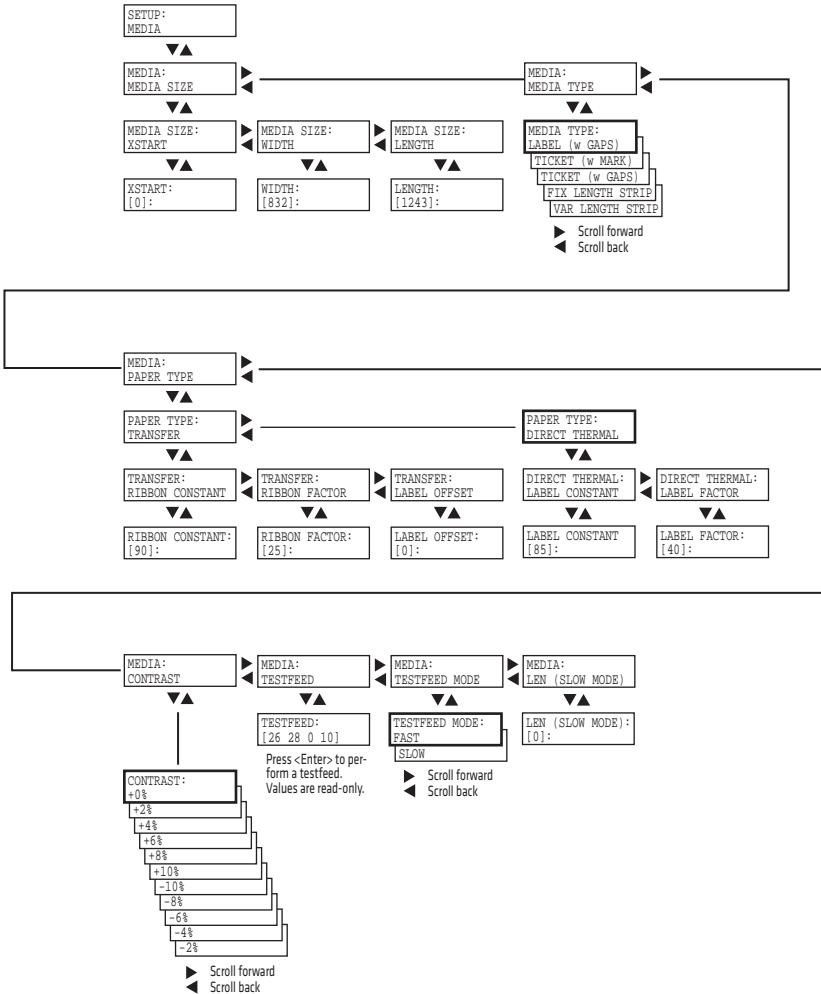 SETUP:
MEDIA
MEDIA:
MEDIA SIZE
MEDIA:
MEDIA TYPE
MEDIA SIZE:
XSTART
MEDIA SIZE:
WIDTH
MEDIA SIZE:
LENGTH
MEDIA TYPE:
LABEL (w GAPS)
TICKET (w MARK)
TICKET (w GAPS)
FIX LENGTH STRIP
VAR LENGTH STRIP
XSTART:
[0]:
WIDTH:
[832]:
LENGTH:
[1243]:
Scroll forward
Scroll back
MEDIA:
PAPER TYPE
PAPER TYPE:
TRANSFER
PAPER TYPE:
DIRECT THERMAL
TRANSFER:
RIBBON CONSTANT
TRANSFER:
RIBBON FACTOR
TRANSFER:
LABEL OFFSET
DIRECT THERMAL:
LABEL CONSTANT
DIRECT THERMAL:
LABEL FACTOR
RIBBON CONSTANT:
[90]:
RIBBON FACTOR:
[25]:
LABEL OFFSET:
[0]:
LABEL CONSTANT
[85]:
LABEL FACTOR:
[40]:
MEDIA:
CONTRAST
MEDIA:
TESTFEED
MEDIA:
TESTFEED MODE
MEDIA:
LEN (SLOW MODE)
TESTFEED:
[26 28 0 10]
Press <Enter> to per-
form a testfeed.
Values are read-only.
TESTFEED MODE:
FAST
SLOW
Scroll forward
Scroll back
LEN (SLOW MODE):
[0]:
CONTRAST:
+0%
+2%
+4%
+6%
+8%
+10%
-10%
-8%
-6%
-4%
-2%
Scroll forward
Scroll back